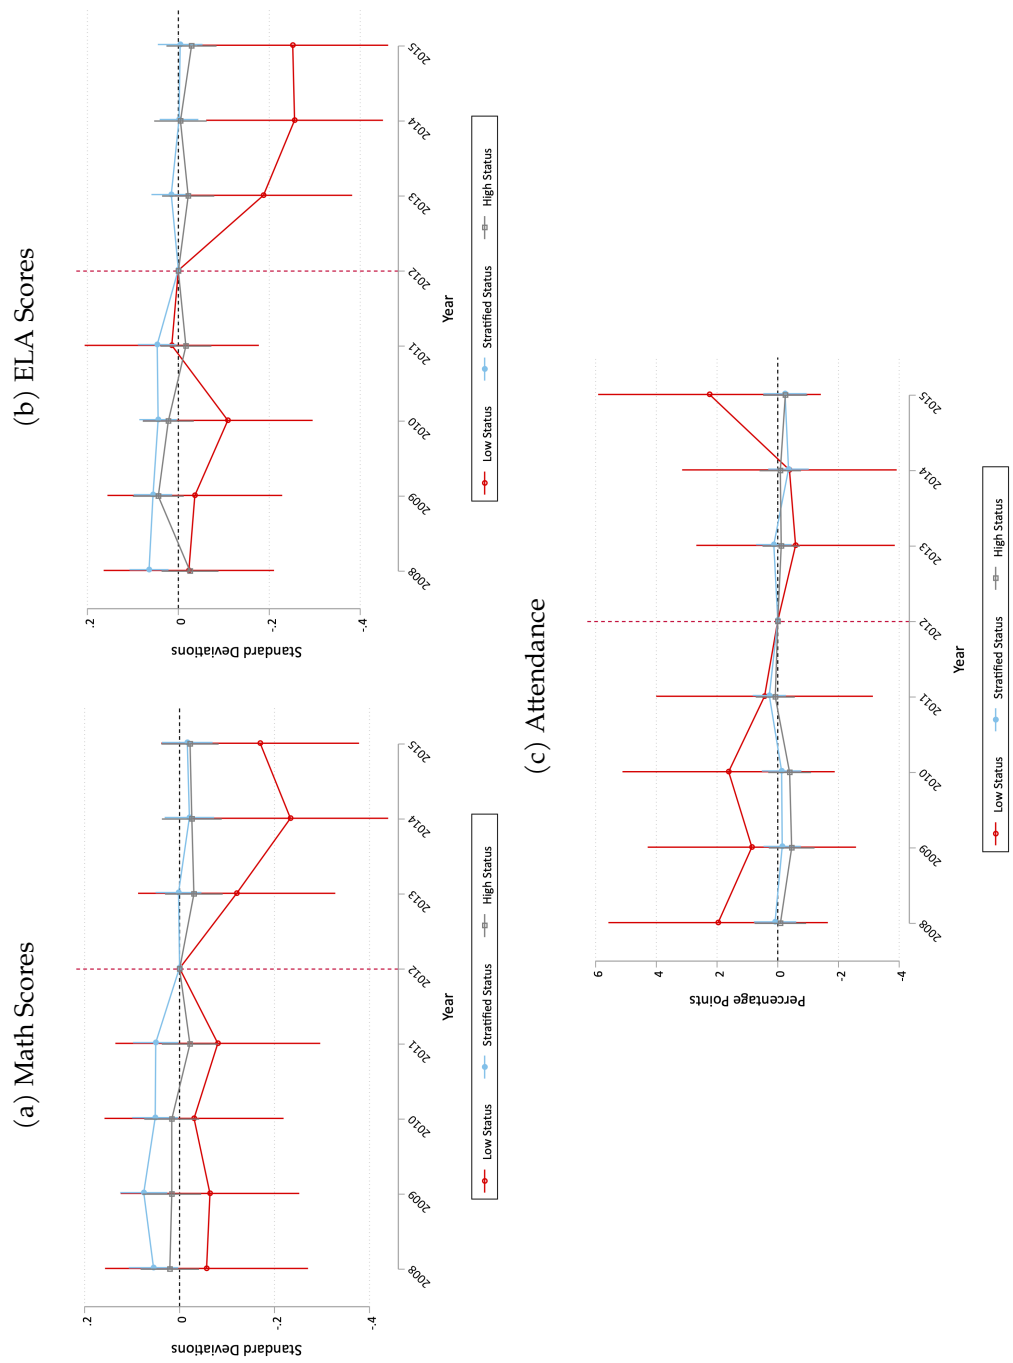 (a) Math Scores
Standard Deviations
.2
0
-.2
-.4
2008
2009
2010
2011
2012
2013
2014
2015
Year
Low Status
Stratified Status
High Status
(b) ELA Scores
Standard Deviations
.2
0
-.2
-.4
2008
2009
2010
2011
2012
2013
2014
2015
Year
Low Status
Stratified Status
High Status
(c) Attendance
Percentage Points
6
4
2
0
-2
-4
2008
2009
2010
2011
2012
2013
2014
2015
Year
Low Status
Stratified Status
High Status